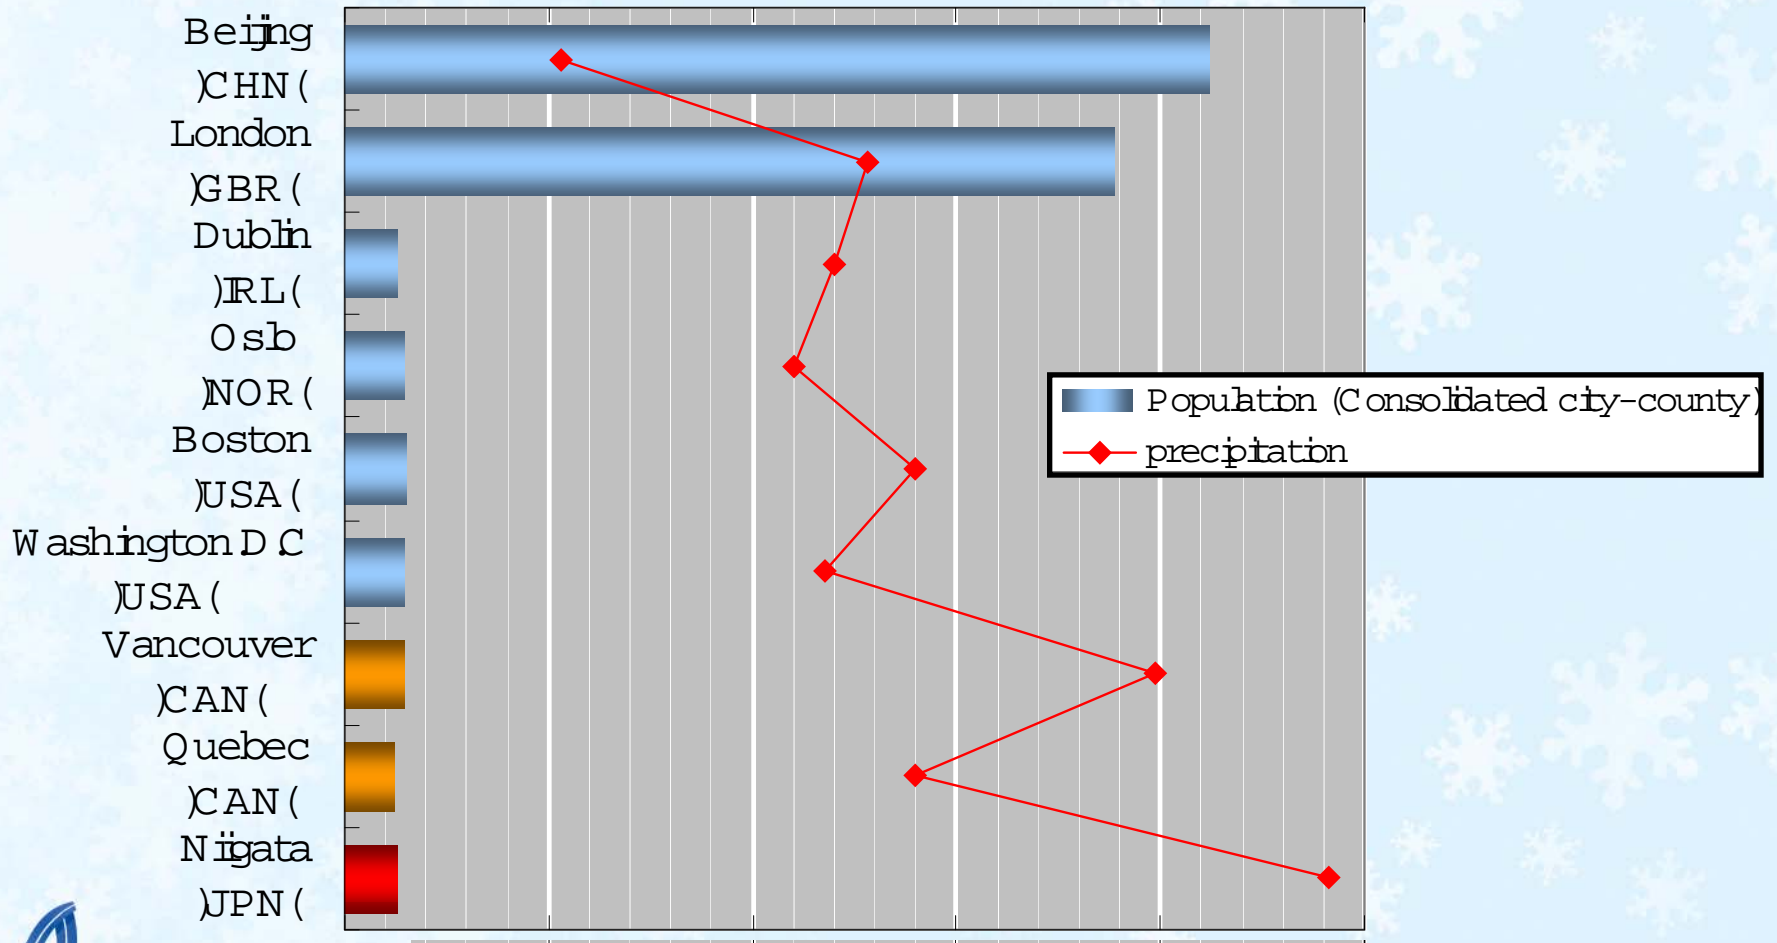 Beijing
)CHN(
London
)GBR(
Dublin
)IRL(
Oslo
)NOR(
Boston
)USA(
Washington.D.C
)USA(
Vancouver
)CAN(
Quebec
)CAN(
Niigata
)JPN(
Population (Consolidated city-county)
precipitation